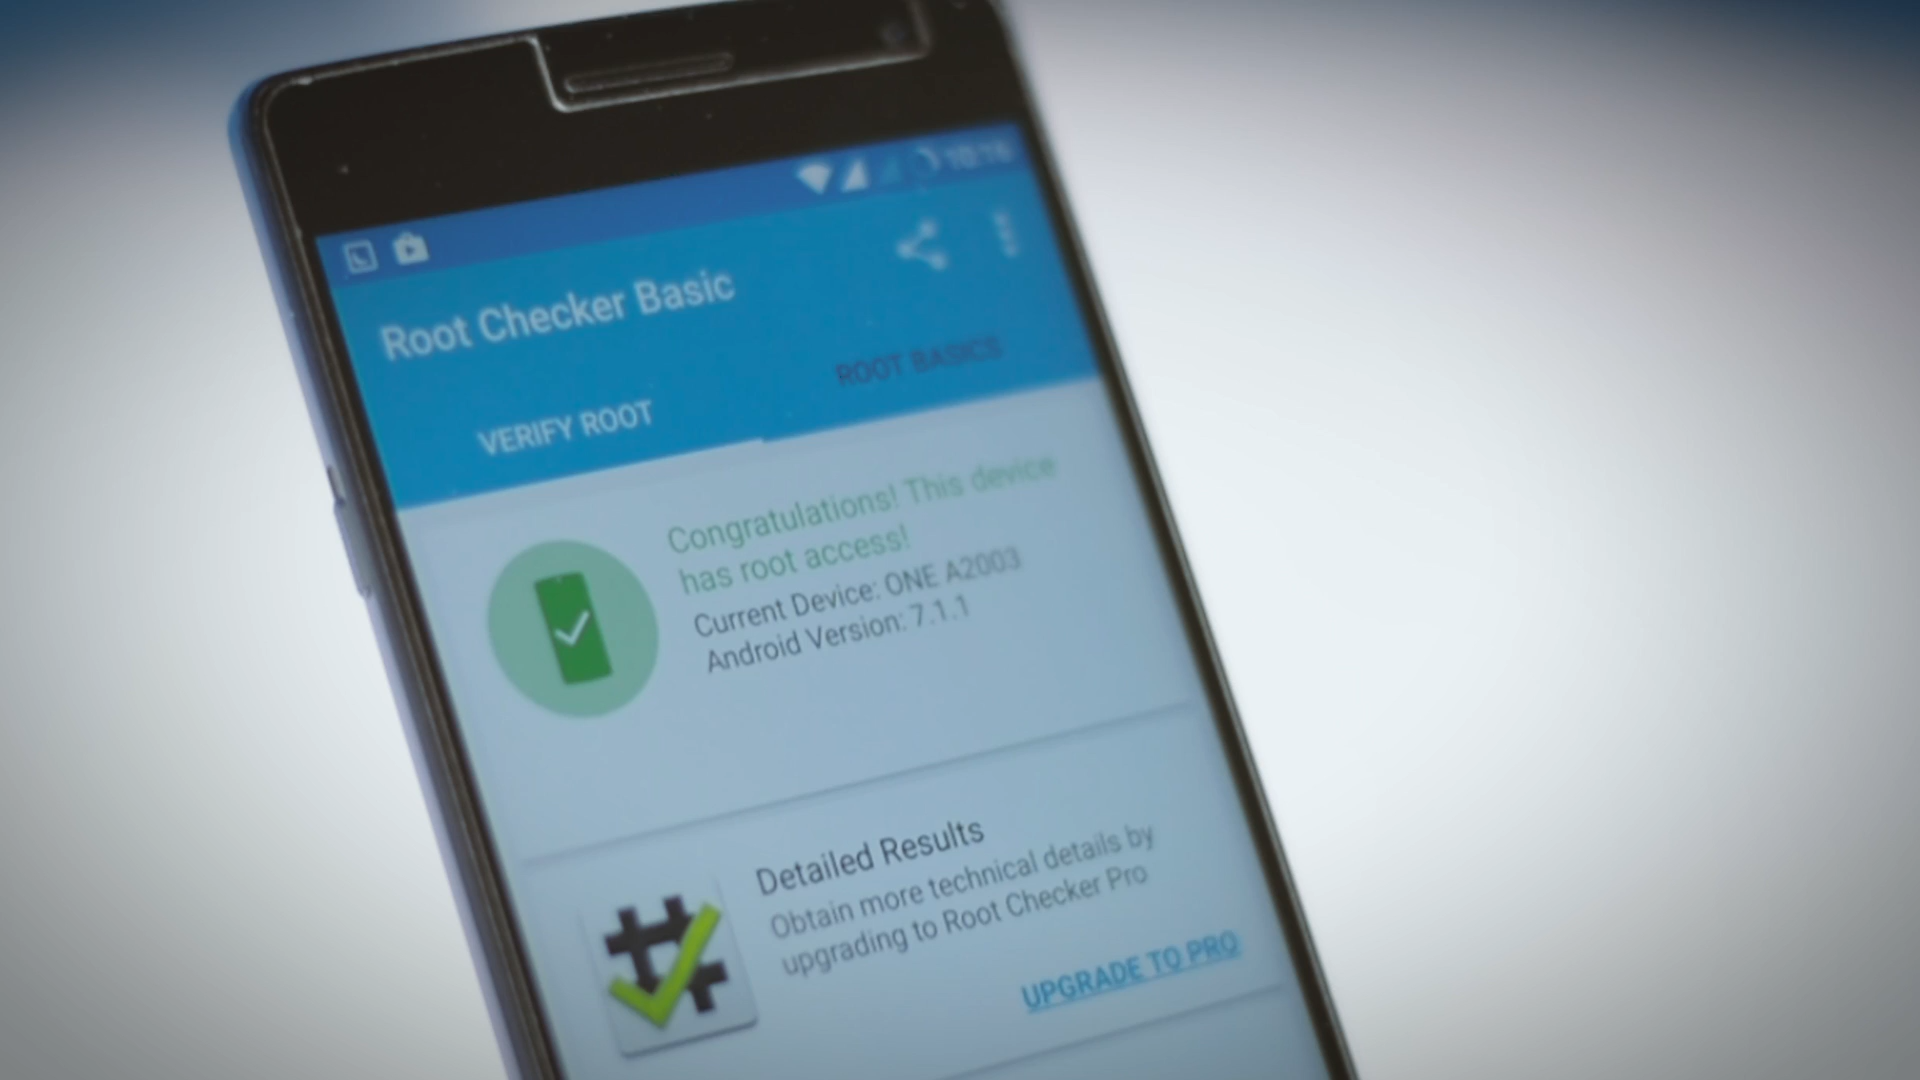 Root Checker Basic
VERIFY ROOT
ROOT BASICS
Congratulations! This device
has root access!
Current Device: ONE A2003
Android Version: 7.1.1
Detailed Results
Obtain more technical details by
upgrading to Root Checker Pro
UPGRADE TO PRO